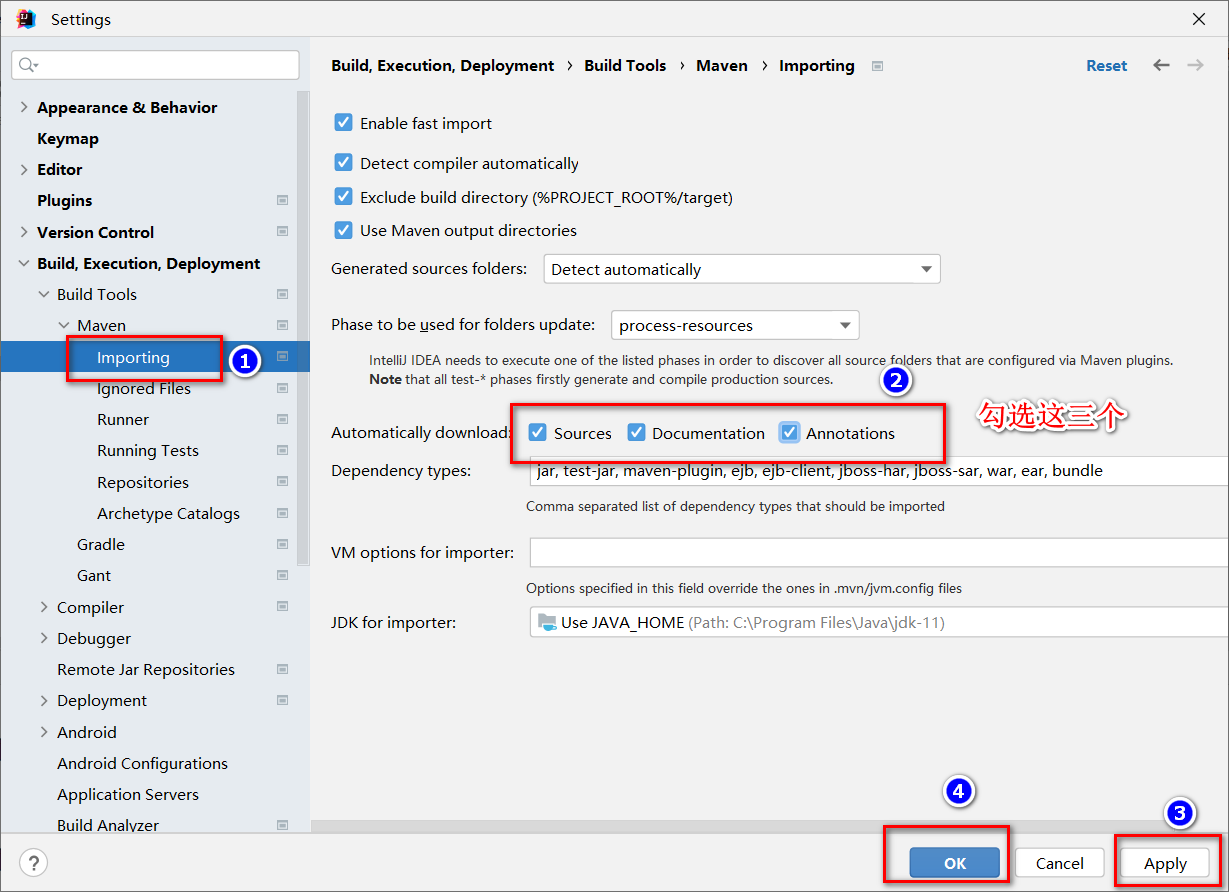 Settings
Appearance & Behavior
Keymap
Editor
Plugins
Version Control
Build, Execution, Deployment
Build Tools
Maven
Importing
1
Ignored Files
Runner
Running Tests
Repositories
Archetype Catalogs
Gradle
Gant
Compiler
Debugger
Remote Jar Repositories
Deployment
Android
Android Configurations
Application Servers
Build Analyzer
Build, Execution, Deployment › Build Tools › Maven › Importing
Reset
Enable fast import
Detect compiler automatically
Exclude build directory (%PROJECT_ROOT%/target)
Use Maven output directories
Generated sources folders: Detect automatically
Phase to be used for folders update: process-resources
IntelliJ IDEA needs to execute one of the listed phases in order to discover all source folders that are configured via Maven plugins.
Note that all test-* phases firstly generate and compile production sources.
2
勾选这三个
Automatically download: Sources Documentation Annotations
Dependency types: jar, test-jar, maven-plugin, ejb, ejb-client, jboss-har, jboss-sar, war, ear, bundle
Comma separated list of dependency types that should be imported
VM options for importer:
Options specified in this field override the ones in .mvn/jvm.config files
JDK for importer: Use JAVA_HOME (Path: C:\Program Files\Java\jdk-11)
4
3
?
OK
Cancel
Apply